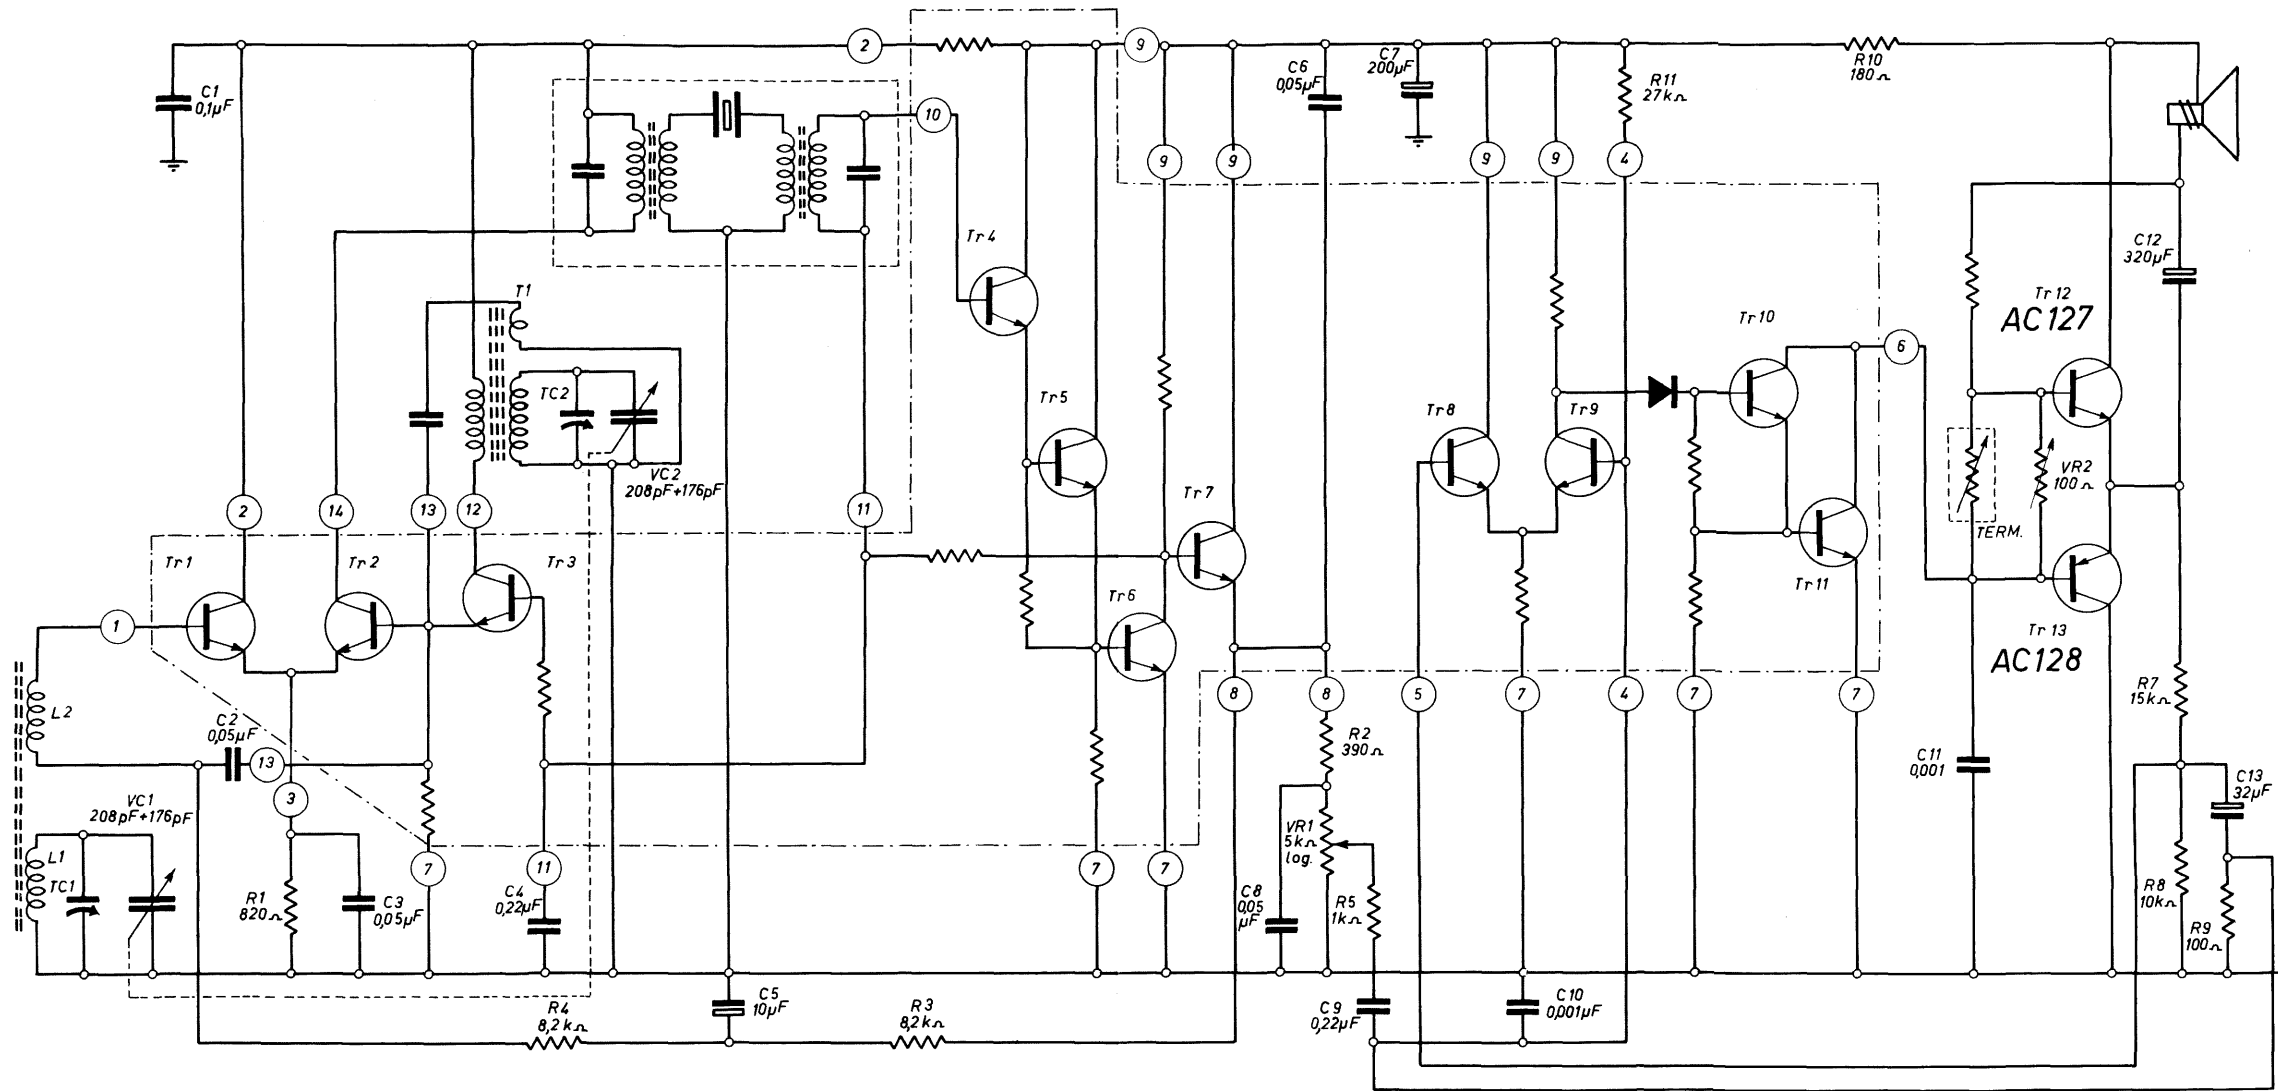 2
9
C1
0,1µF
C6
0,05µF
C7
200µF
R11
27kΩ
R10
180Ω
10
9
9
9
9
4
Tr4
C12
320µF
T1
Tr12
AC127
Tr10
6
TC2
VC2
208pF+176pF
Tr5
Tr8
Tr9
VR2
100Ω
TERM.
2
14
13
12
11
Tr7
Tr1
Tr2
Tr3
Tr6
Tr11
1
Tr13
AC128
L2
C2
0,05µF
13
3
8
8
5
7
4
7
7
R7
15kΩ
R2
390Ω
C11
0,001
C13
32µF
VC1
208pF+176pF
L1
TC1
R1
820Ω
C3
0,05µF
7
11
C4
0,22µF
7
7
VR1
5kΩ
log.
C8
0,05
µF
R5
1kΩ
R8
10kΩ
R9
100Ω
R4
8,2kΩ
C5
10µF
R3
8,2kΩ
C9
0,22µF
C10
0,001µF